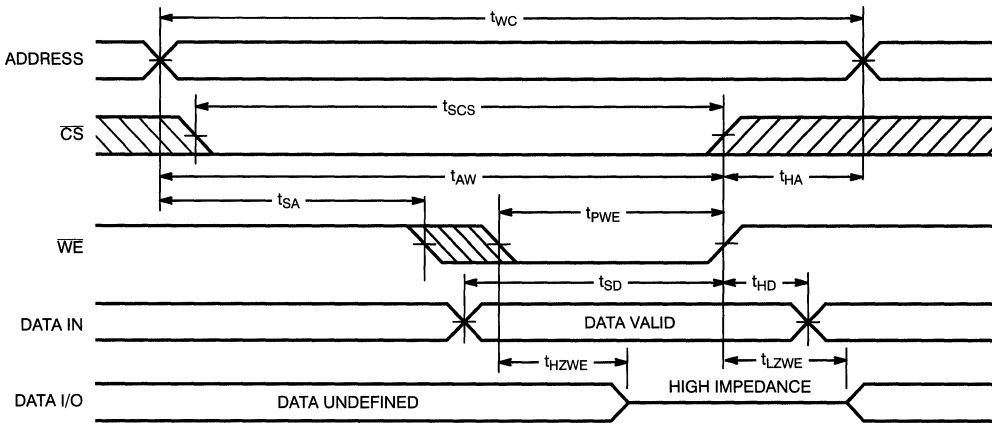 tWC
ADDRESS
tSCS
CS
tAW
tHA
tSA
tPWE
WE
tSD
tHD
DATA IN
DATA VALID
tHZWE
tLZWE
HIGH IMPEDANCE
DATA I/O
DATA UNDEFINED